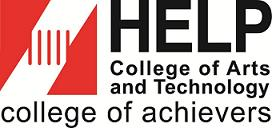 HELP
College of Arts
and Technology
college of achievers